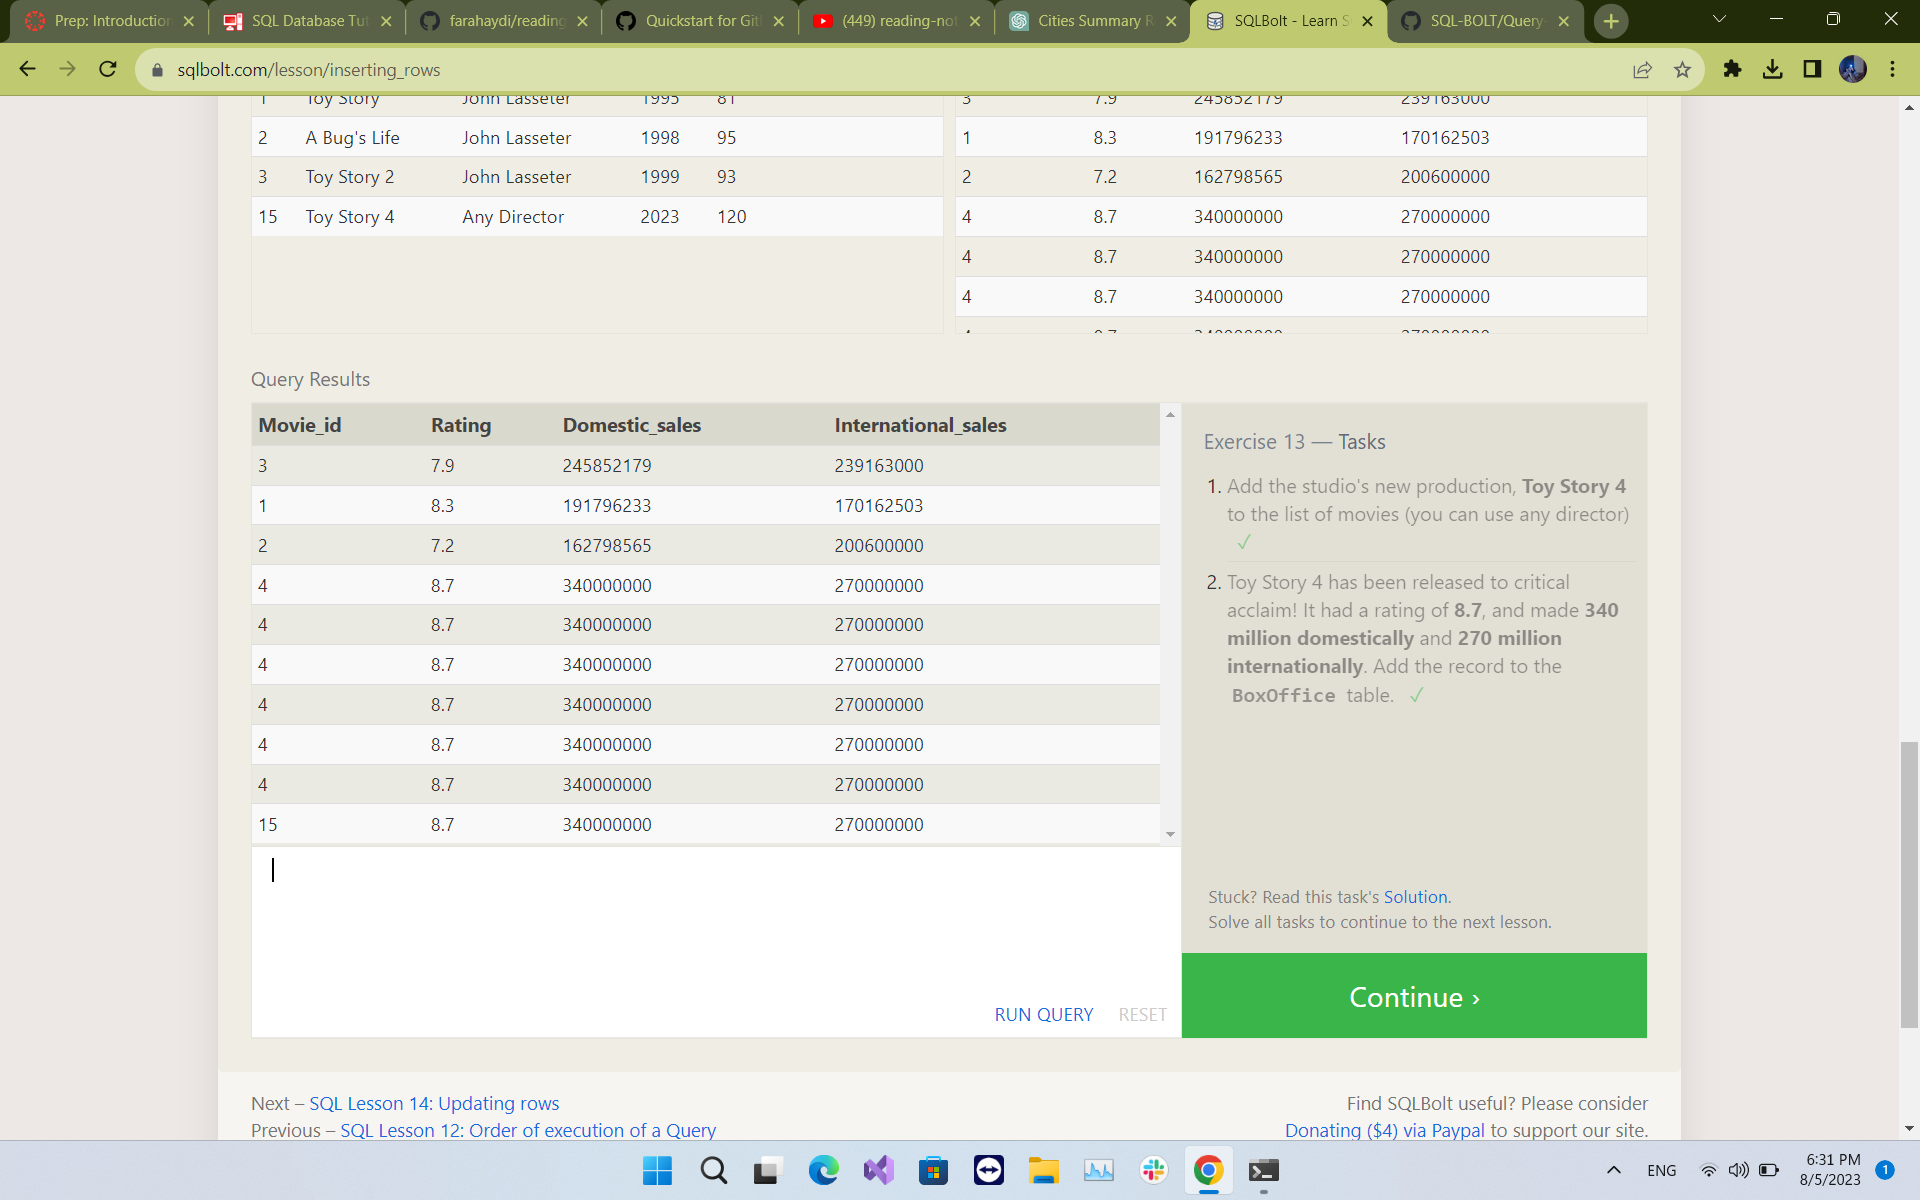 Prep: Introduction
SQL Database Tut
farahaydi/reading
Quickstart for Git
(449) reading-not
Cities Summary R
SQLBolt - Learn S
SQL-BOLT/Query-
sqlbolt.com/lesson/inserting_rows
1 Toy Story John Lasseter 1995 81
2 A Bug's Life John Lasseter 1998 95
3 Toy Story 2 John Lasseter 1999 93
15 Toy Story 4 Any Director 2023 120
3 7.9 245852179 239163000
1 8.3 191796233 170162503
2 7.2 162798565 200600000
4 8.7 340000000 270000000
4 8.7 340000000 270000000
4 8.7 340000000 270000000
4 8.7 340000000 270000000
Query Results
Movie_id Rating Domestic_sales International_sales
3 7.9 245852179 239163000
1 8.3 191796233 170162503
2 7.2 162798565 200600000
4 8.7 340000000 270000000
4 8.7 340000000 270000000
4 8.7 340000000 270000000
4 8.7 340000000 270000000
4 8.7 340000000 270000000
4 8.7 340000000 270000000
15 8.7 340000000 270000000
RUN QUERY RESET
Exercise 13 — Tasks
1. Add the studio's new production, Toy Story 4
to the list of movies (you can use any director)
✓
2. Toy Story 4 has been released to critical
acclaim! It had a rating of 8.7, and made 340
million domestically and 270 million
internationally. Add the record to the
BoxOffice table. ✓
Stuck? Read this task's Solution.
Solve all tasks to continue to the next lesson.
Continue ›
Next – SQL Lesson 14: Updating rows
Previous – SQL Lesson 12: Order of execution of a Query
Find SQLBolt useful? Please consider
Donating ($4) via Paypal to support our site.
ENG
6:31 PM
8/5/2023
1